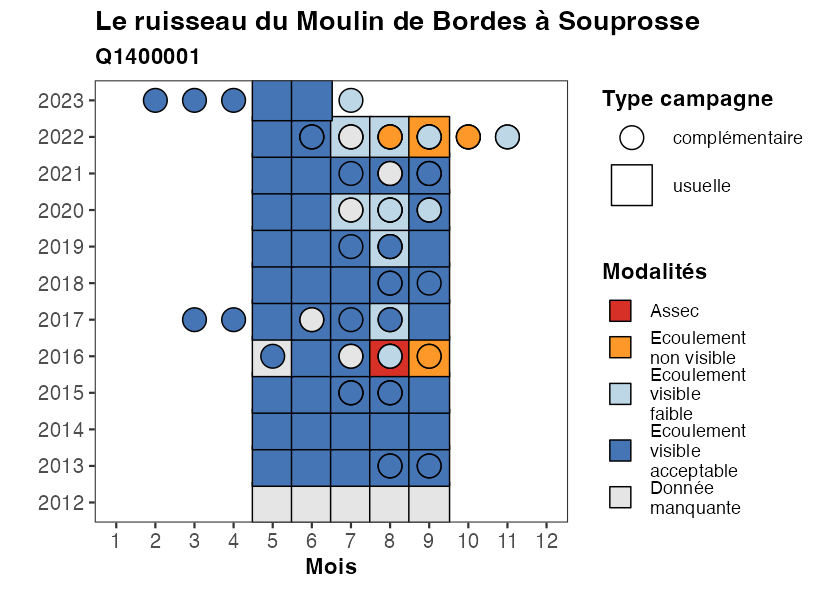 Le ruisseau du Moulin de Bordes à Souprosse
Q1400001
2023
2022
2021
2020
2019
2018
2017
2016
2015
2014
2013
2012
1 2 3 4 5 6 7 8 9 10 11 12
Mois
Type campagne
complémentaire
usuelle
Modalités
Assec
Ecoulement
non visible
Ecoulement
visible
faible
Ecoulement
visible
acceptable
Donnée
manquante